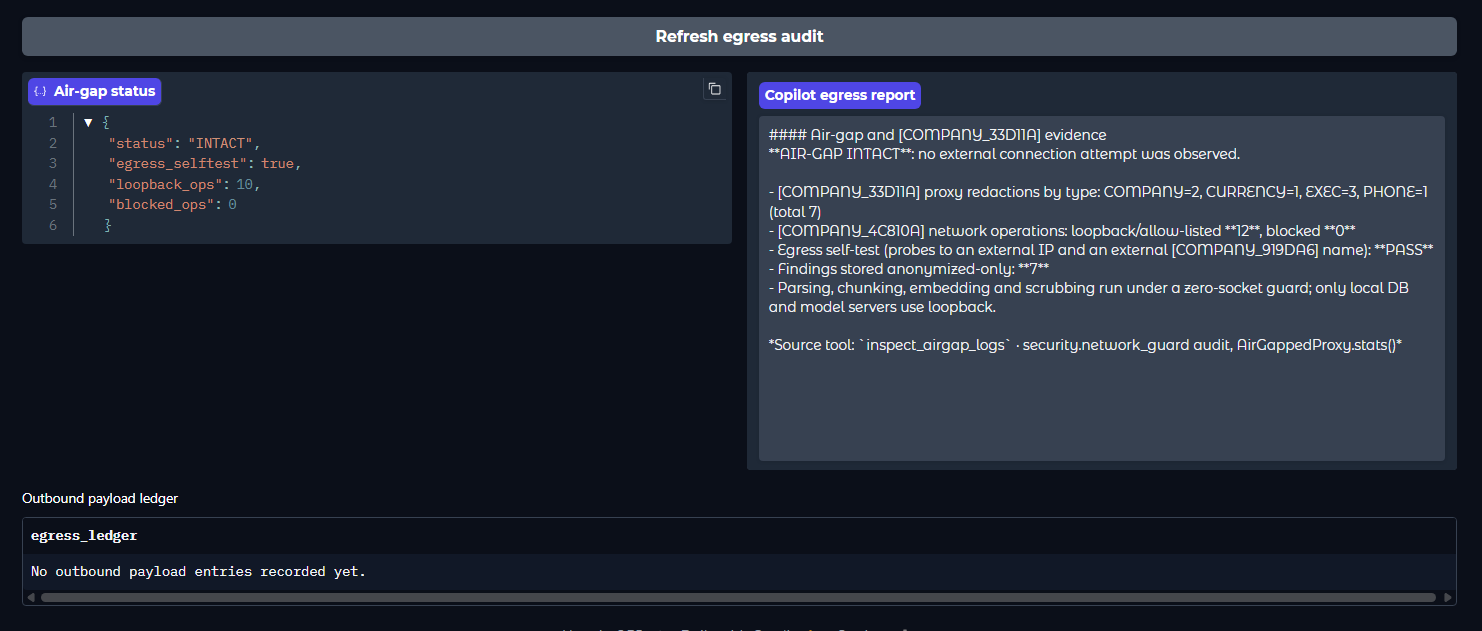 Refresh egress audit
{..} Air-gap status
1 ▼ {
2 "status": "INTACT",
3 "egress_selftest": true,
4 "loopback_ops": 10,
5 "blocked_ops": 0
6 }
Copilot egress report
#### Air-gap and [COMPANY_33D11A] evidence
**AIR-GAP INTACT**: no external connection attempt was observed.
- [COMPANY_33D11A] proxy redactions by type: COMPANY=2, CURRENCY=1, EXEC=3, PHONE=1
(total 7)
- [COMPANY_4C810A] network operations: loopback/allow-listed **12**, blocked **0**
- Egress self-test (probes to an external IP and an external [COMPANY_919DA6] name): **PASS**
- Findings stored anonymized-only: **7**
- Parsing, chunking, embedding and scrubbing run under a zero-socket guard; only local DB
and model servers use loopback.
*Source tool: `inspect_airgap_logs` · security.network_guard audit, AirGappedProxy.stats()*
Outbound payload ledger
egress_ledger
No outbound payload entries recorded yet.